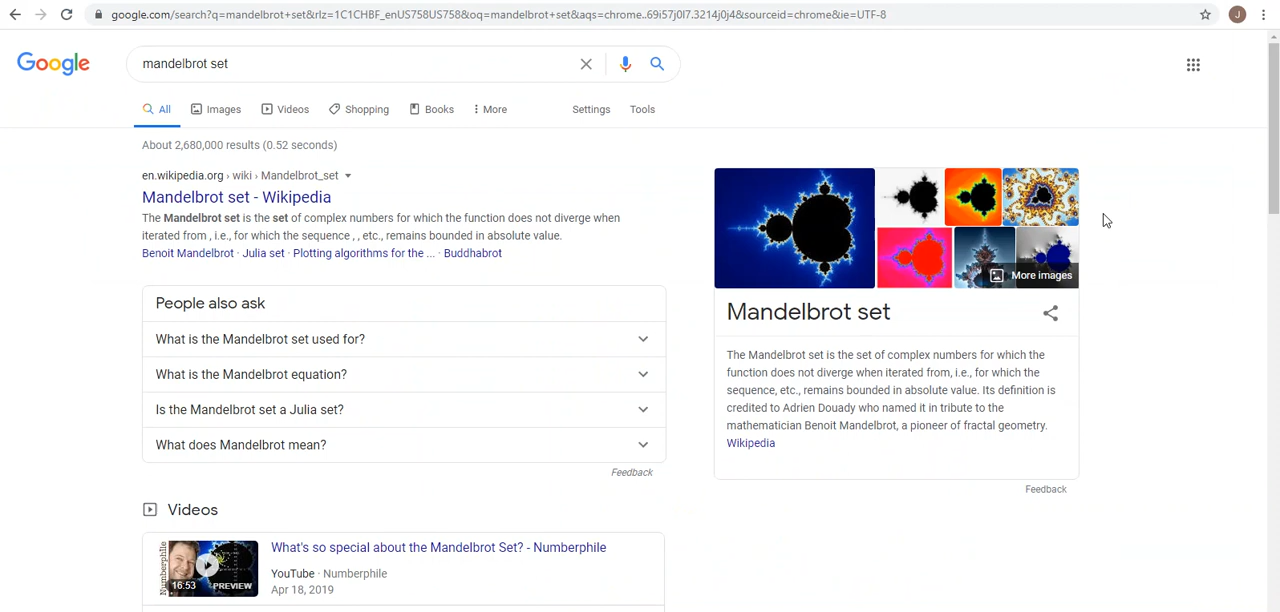 google.com/search?q=mandelbrot+set&rlz=1C1CHBF_enUS758US758&oq=mandelbrot+set&aqs=chrome..69i57j0l7.3214j0j4&sourceid=chrome&ie=UTF-8
J
Google
mandelbrot set
All Images Videos Shopping Books More Settings Tools
About 2,680,000 results (0.52 seconds)
en.wikipedia.org › wiki › Mandelbrot_set
Mandelbrot set - Wikipedia
The Mandelbrot set is the set of complex numbers for which the function does not diverge when
iterated from , i.e., for which the sequence , , etc., remains bounded in absolute value.
Benoit Mandelbrot · Julia set · Plotting algorithms for the ... · Buddhabrot
People also ask
What is the Mandelbrot set used for?
What is the Mandelbrot equation?
Is the Mandelbrot set a Julia set?
What does Mandelbrot mean?
Feedback
Videos
Numberphile
16:53
PREVIEW
What's so special about the Mandelbrot Set? - Numberphile
YouTube · Numberphile
Apr 18, 2019
More images
Mandelbrot set
The Mandelbrot set is the set of complex numbers for which the
function does not diverge when iterated from, i.e., for which the
sequence, etc., remains bounded in absolute value. Its definition is
credited to Adrien Douady who named it in tribute to the
mathematician Benoit Mandelbrot, a pioneer of fractal geometry.
Wikipedia
Feedback